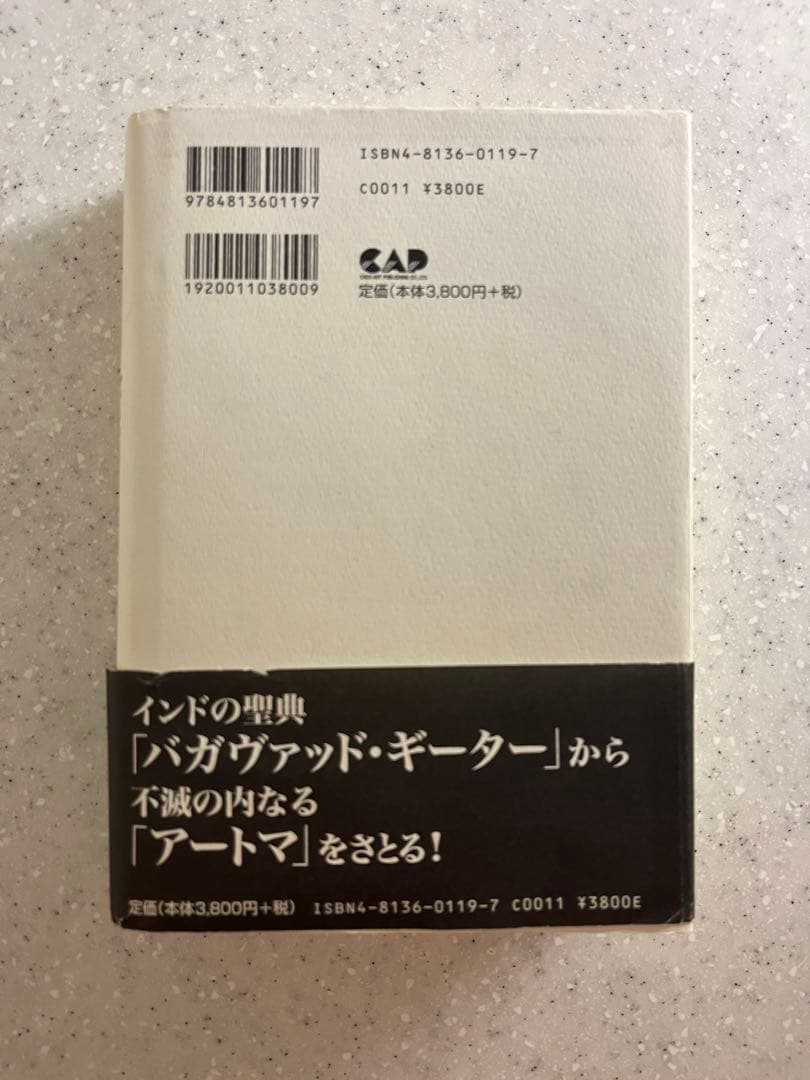 ISBN4-8136-0119-7
9784813601197
C0011 ¥3800E
CAP
1920011038009
定価(本体3,800円+税)
インドの聖典
「バガヴァッド・ギーター」から
不滅の内なる
「アートマ」をさとる!
定価(本体3,800円+税) ISBN4-8136-0119-7 C0011 ¥3800E